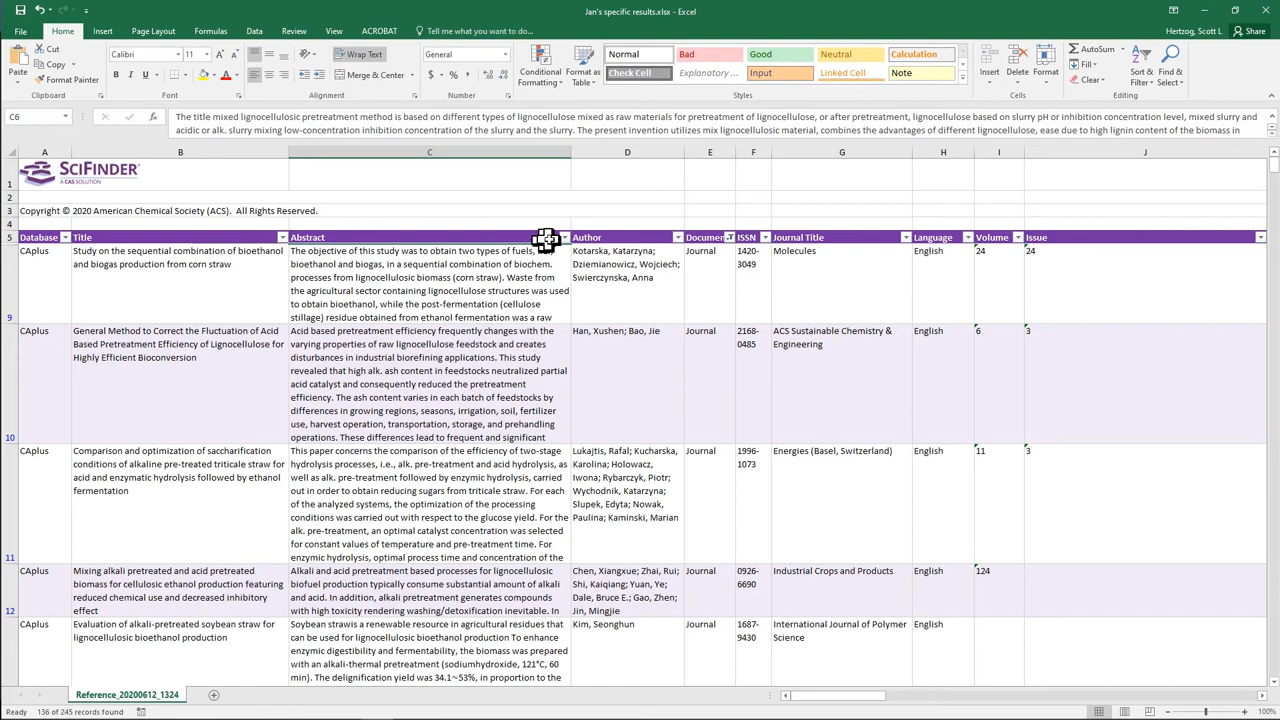 Jan's specific results.xlsx - Excel
Hertzog, Scott L
Share
File Home Insert Page Layout Formulas Data Review View ACROBAT Tell me what you want to do
Paste
Cut
Copy
Format Painter
Calibri 11
B I U
Wrap Text
Merge & Center
General
$ % ,
Conditional Formatting
Format as Table
Normal Bad Good Neutral Calculation
Check Cell Explanatory ... Input Linked Cell Note
Insert Delete Format
AutoSum
Fill
Clear
Sort & Filter
Find & Select
Clipboard Font Alignment Number Styles Cells Editing
C6
fx
The title mixed lignocellulosic pretreatment method is based on different types of lignocellulose mixed as raw materials for pretreatment of lignocellulose, or after pretreatment, lignocellulose based on slurry pH or inhibition concentration level, mixed slurry and
acidic or alk. slurry mixing low-concentration inhibition concentration of the slurry and the slurry. The present invention utilizes mix lignocellulosic material, combines the advantages of different lignocellulose, ease due to high lignin content of the biomass in
A B C D E F G H I J
1
SCIFINDER
A CAS SOLUTION
2
3 Copyright © 2020 American Chemical Society (ACS). All Rights Reserved.
4
5 Database Title Abstract Author Documen ISSN Journal Title Language Volume Issue
9
CAplus
Study on the sequential combination of bioethanol
and biogas production from corn straw
The objective of this study was to obtain two types of fuels,
bioethanol and biogas, in a sequential combination of biochem.
processes from lignocellulosic biomass (corn straw). Waste from
the agricultural sector containing lignocellulose structures was used
to obtain bioethanol, while the post-fermentation (cellulose
stillage) residue obtained from ethanol fermentation was a raw
Kotarska, Katarzyna;
Dziemianowicz, Wojciech;
Swierczynska, Anna
Journal
1420-
3049
Molecules
English
24
24
10
CAplus
General Method to Correct the Fluctuation of Acid
Based Pretreatment Efficiency of Lignocellulose for
Highly Efficient Bioconversion
Acid based pretreatment efficiency frequently changes with the
varying properties of raw lignocellulose feedstock and creates
disturbances in industrial biorefining applications. This study
revealed that high alk. ash content in feedstocks neutralized partial
acid catalyst and consequently reduced the pretreatment
efficiency. The ash content varies in each batch of feedstocks by
differences in growing regions, seasons, irrigation, soil, fertilizer
use, harvest operation, transportation, storage, and prehandling
operations. These differences lead to frequent and significant
Han, Xushen; Bao, Jie
Journal
2168-
0485
ACS Sustainable Chemistry &
Engineering
English
6
3
11
CAplus
Comparison and optimization of saccharification
conditions of alkaline pre-treated triticale straw for
acid and enzymatic hydrolysis followed by ethanol
fermentation
This paper concerns the comparison of the efficiency of two-stage
hydrolysis processes, i.e., alk. pre-treatment and acid hydrolysis, as
well as alk. pre-treatment followed by enzymic hydrolysis, carried
out in order to obtain reducing sugars from triticale straw. For each
of the analyzed systems, the optimization of the processing
conditions was carried out with respect to the glucose yield. For the
alk. pre-treatment, an optimal catalyst concentration was selected
for constant values of temperature and pre-treatment time. For
enzymic hydrolysis, optimal process time and concentration of the
Lukajtis, Rafal; Kucharska,
Karolina; Holowacz,
Iwona; Rybarczyk, Piotr;
Wychodnik, Katarzyna;
Slupek, Edyta; Nowak,
Paulina; Kaminski, Marian
Journal
1996-
1073
Energies (Basel, Switzerland)
English
11
3
12
CAplus
Mixing alkali pretreated and acid pretreated
biomass for cellulosic ethanol production featuring
reduced chemical use and decreased inhibitory
effect
Alkali and acid pretreatment based processes for lignocellulosic
biofuel production typically consume substantial amount of alkali
and acid. In addition, alkali pretreatment generates compounds
with high toxicity rendering washing/detoxification inevitable. In
Chen, Xiangxue; Zhai, Rui;
Shi, Kaiqiang; Yuan, Ye;
Dale, Bruce E.; Gao, Zhen;
Jin, Mingjie
Journal
0926-
6690
Industrial Crops and Products
English
124
CAplus
Evaluation of alkali-pretreated soybean straw for
lignocellulosic bioethanol production
Soybean strawis a renewable resource in agricultural residues that
can be used for lignocellulosic bioethanol production To enhance
enzymic digestibility and fermentability, the biomass was prepared
with an alkali-thermal pretreatment (sodiumhydroxide, 121°C, 60
min). The delignification yield was 34.1~53%, in proportion to the
Kim, Seonghun
Journal
1687-
9430
International Journal of Polymer
Science
English
Reference_20200612_1324
Ready 136 of 245 records found
100%